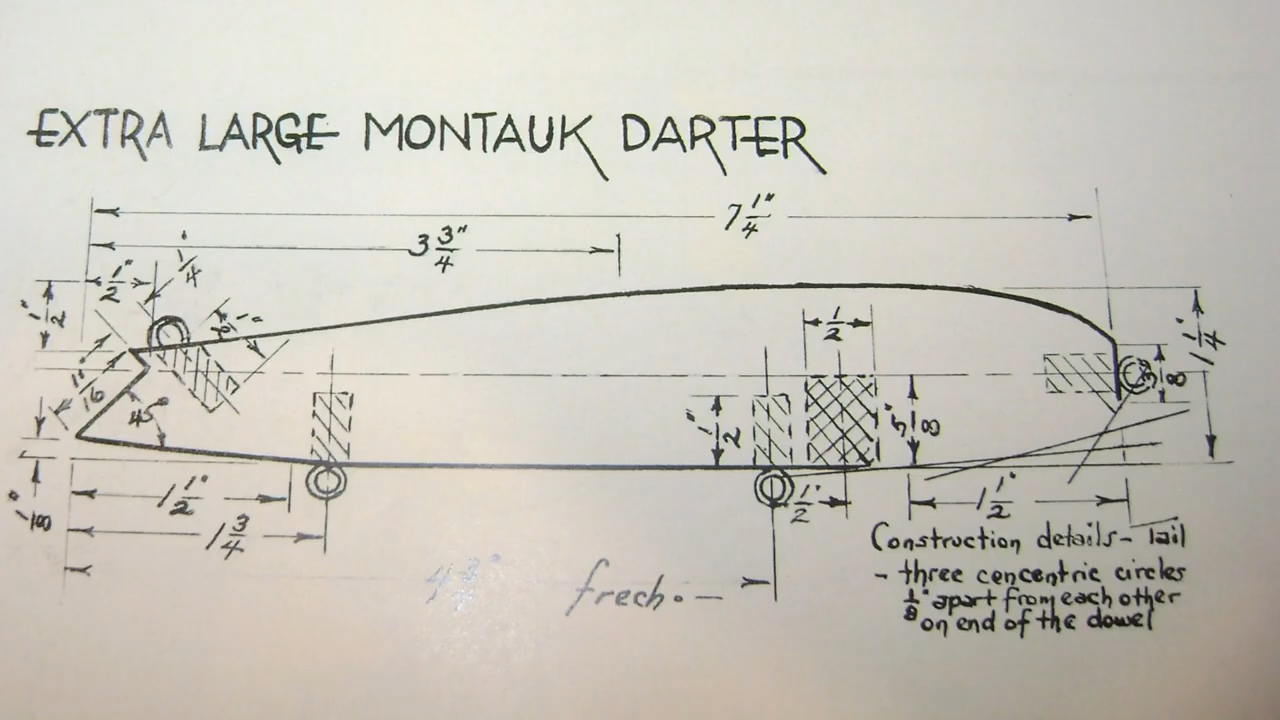 EXTRA LARGE MONTAUK DARTER
7 1/4"
3 3/4"
1/2"
1/4
1/2"
1/2
1 1/4"
3/8
11/16"
45°
1/2"
5/8"
1/8"
1 1/2"
1/2"
1 1/2"
1 3/4
frech.—
Construction details- tail
- three cencentric circles
1/8" apart from each other
on end of the dowel